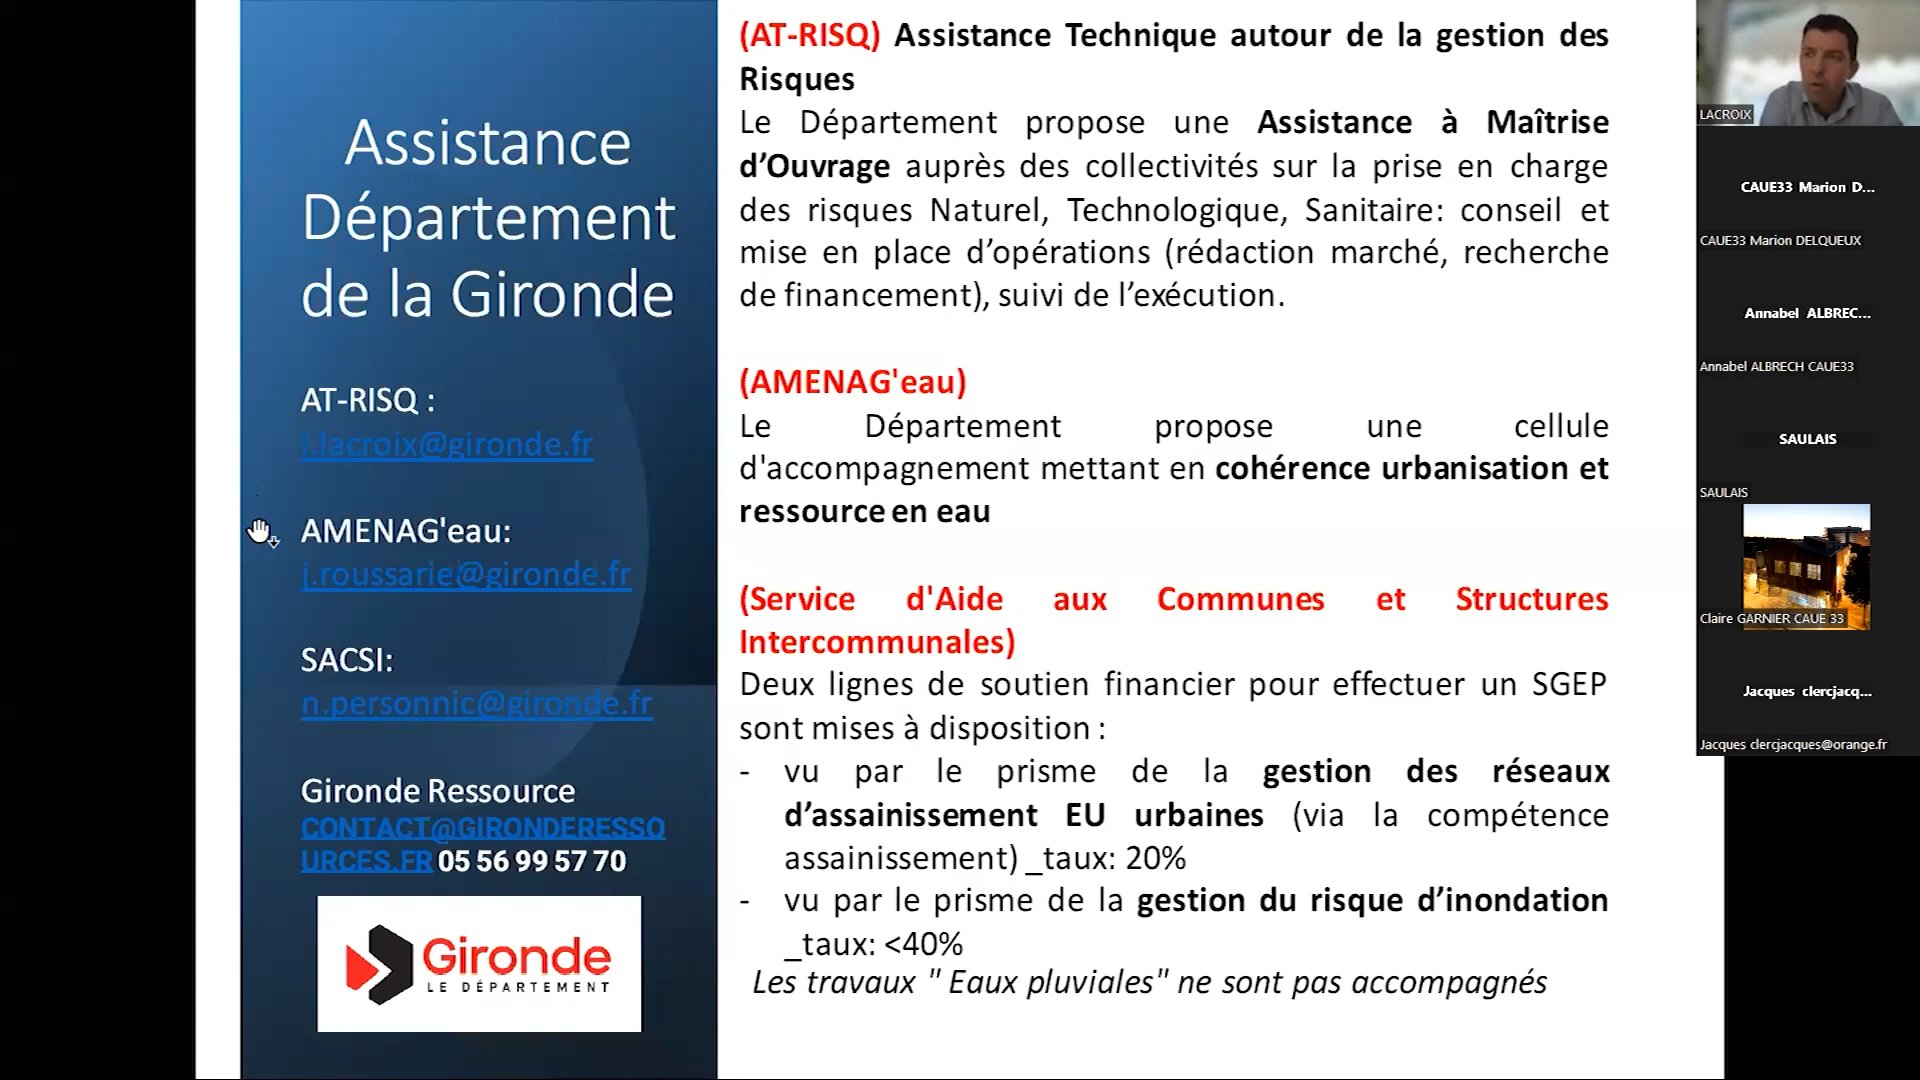 Assistance
Département
de la Gironde
AT-RISQ :
l.lacroix@gironde.fr
AMENAG'eau:
j.roussarie@gironde.fr
SACSI:
n.personnic@gironde.fr
Gironde Ressource
CONTACT@GIRONDERESSO
URCES.FR 05 56 99 57 70
Gironde
LE DÉPARTEMENT
(AT-RISQ) Assistance Technique autour de la gestion des
Risques
Le Département propose une Assistance à Maîtrise
d’Ouvrage auprès des collectivités sur la prise en charge
des risques Naturel, Technologique, Sanitaire: conseil et
mise en place d’opérations (rédaction marché, recherche
de financement), suivi de l’exécution.
(AMENAG'eau)
Le Département propose une cellule
d'accompagnement mettant en cohérence urbanisation et
ressource en eau
(Service d'Aide aux Communes et Structures
Intercommunales)
Deux lignes de soutien financier pour effectuer un SGEP
sont mises à disposition :
- vu par le prisme de la gestion des réseaux
d’assainissement EU urbaines (via la compétence
assainissement) _taux: 20%
- vu par le prisme de la gestion du risque d’inondation
_taux: <40%
Les travaux " Eaux pluviales" ne sont pas accompagnés
LACROIX
CAUE33 Marion D...
CAUE33 Marion DELQUEUX
Annabel ALBREC...
Annabel ALBRECH CAUE33
SAULAIS
SAULAIS
Claire GARNIER CAUE 33
Jacques clercjacq...
Jacques clercjacques@orange.fr